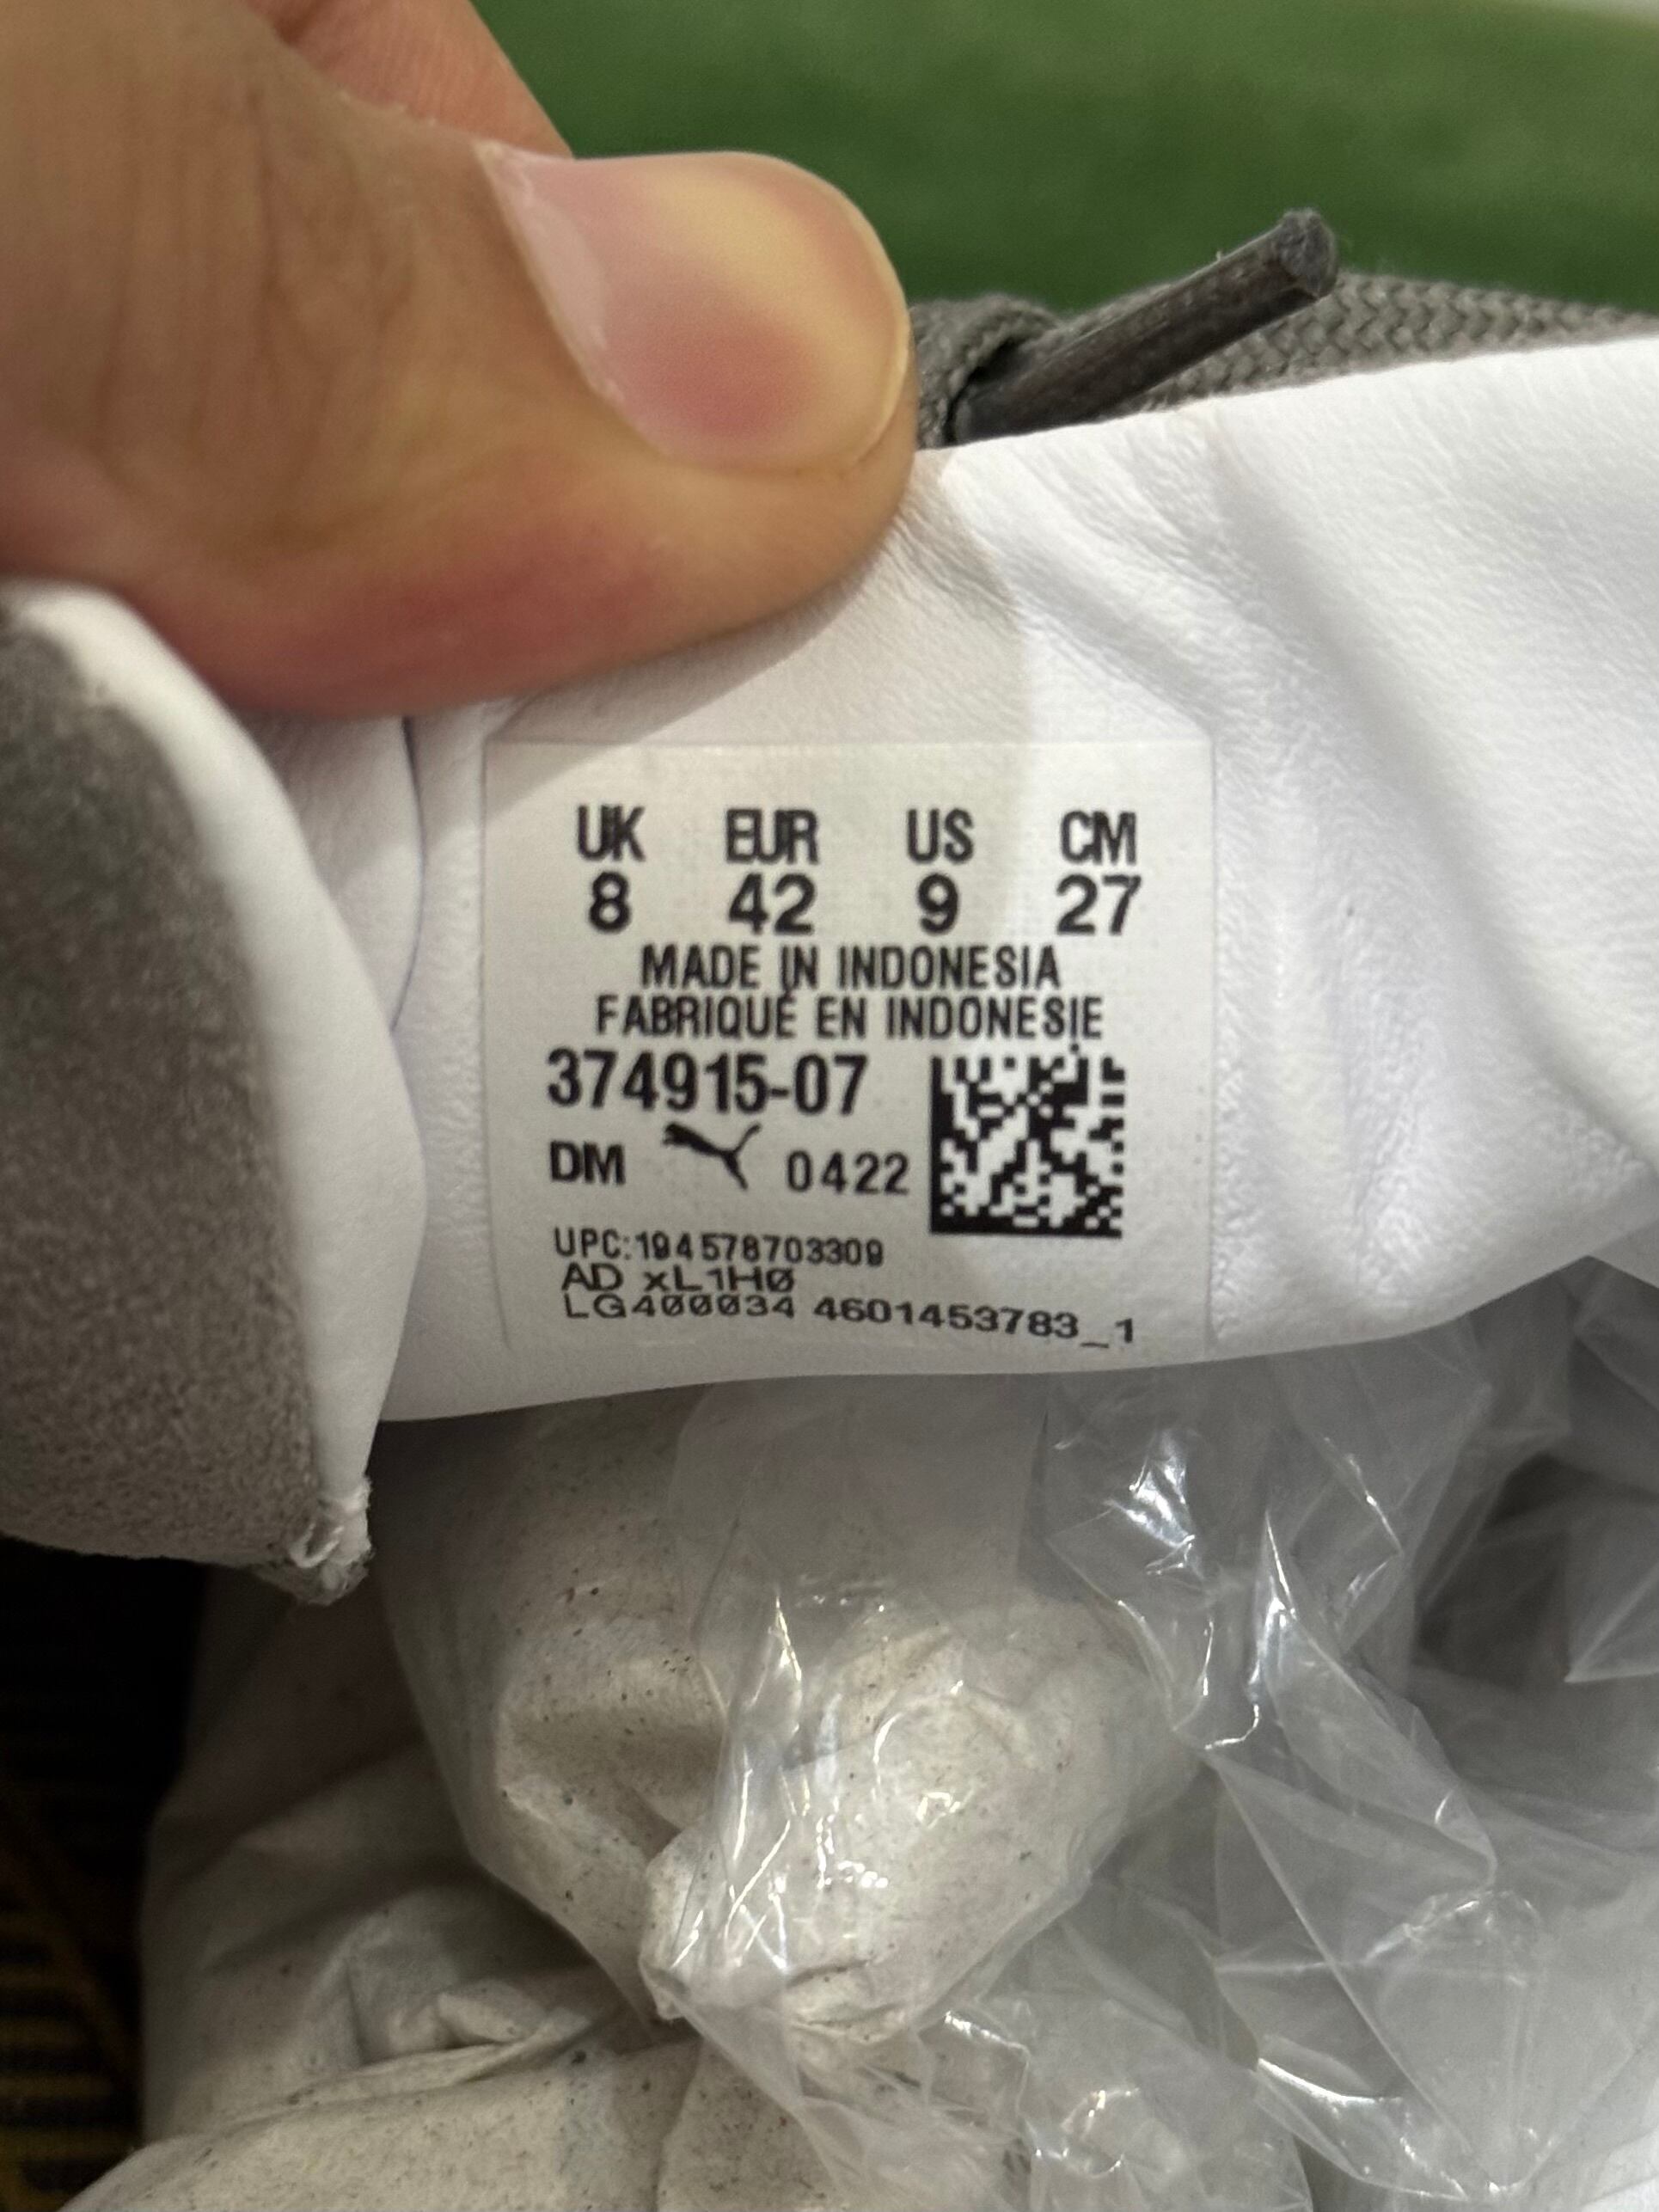 UK EUR US CM
8 42 9 27
MADE IN INDONESIA
FABRIQUÉ EN INDONESIE
374915-07
DM 0422
UPC:194578703309
AD xL1HØ
LG4ØØØ34 4601453783_1